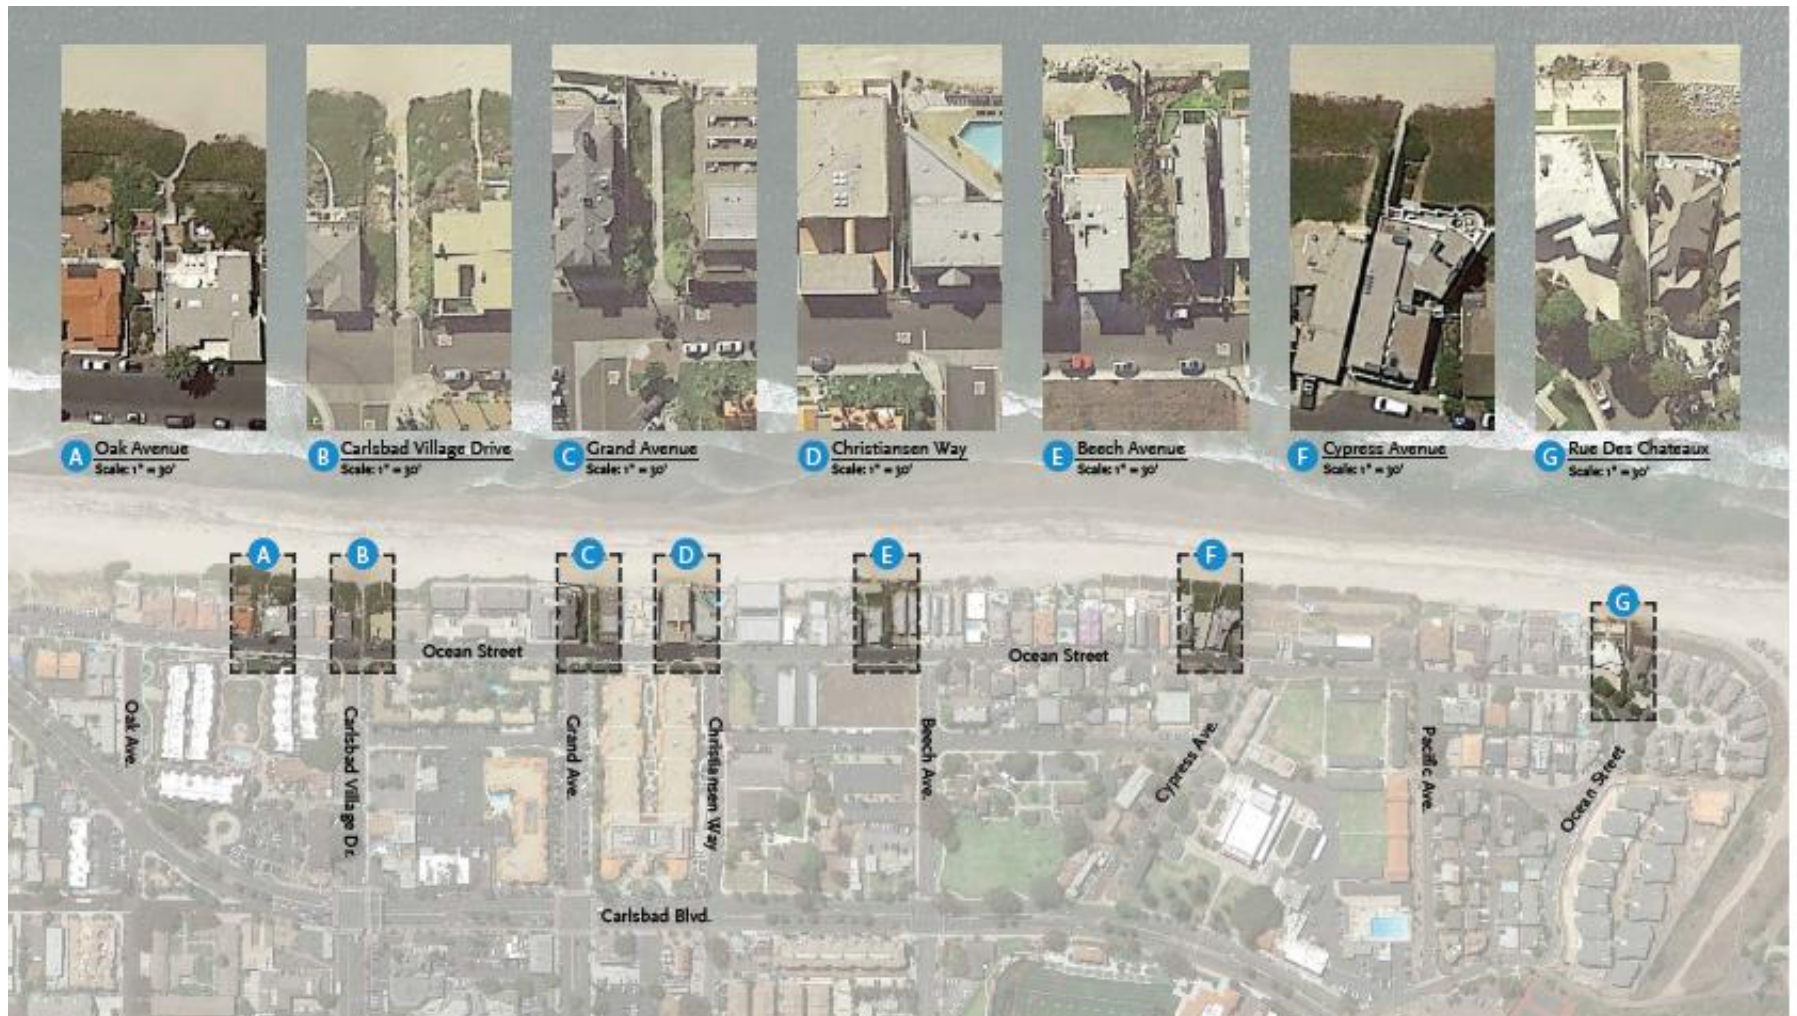 A Oak Avenue
Scale: 1" = 30'
B Carlsbad Village Drive
Scale: 1" = 30'
C Grand Avenue
Scale: 1" = 30'
D Christiansen Way
Scale: 1" = 30'
E Beech Avenue
Scale: 1" = 30'
F Cypress Avenue
Scale: 1" = 30'
G Rue Des Chateaux
Scale: 1" = 30'
A
B
C
D
E
F
G
Ocean Street
Ocean Street
Oak Ave.
Carlsbad Village Dr.
Grand Ave.
Christiansen Way
Beech Ave.
Cypress Ave.
Pacific Ave.
Ocean Street
Carlsbad Blvd.